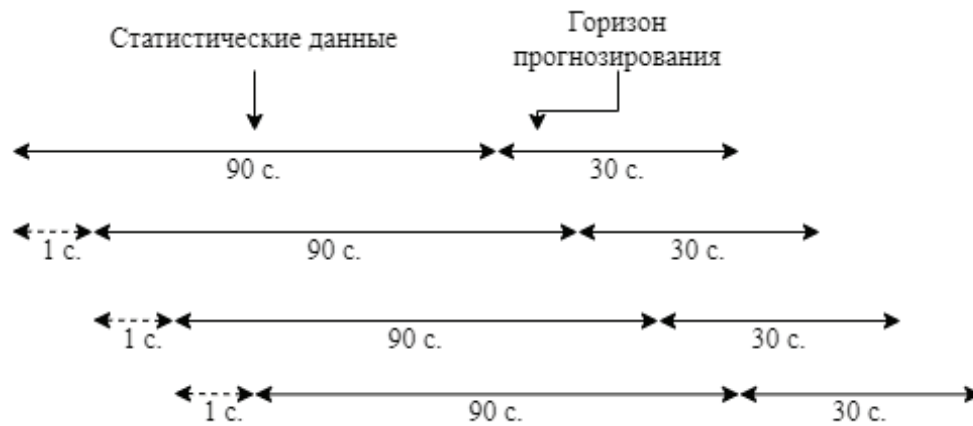 Статистические данные
Горизон
прогнозирования
90 с.
30 с.
1 с.
90 с.
30 с.
1 с.
90 с.
30 с.
1 с.
90 с.
30 с.